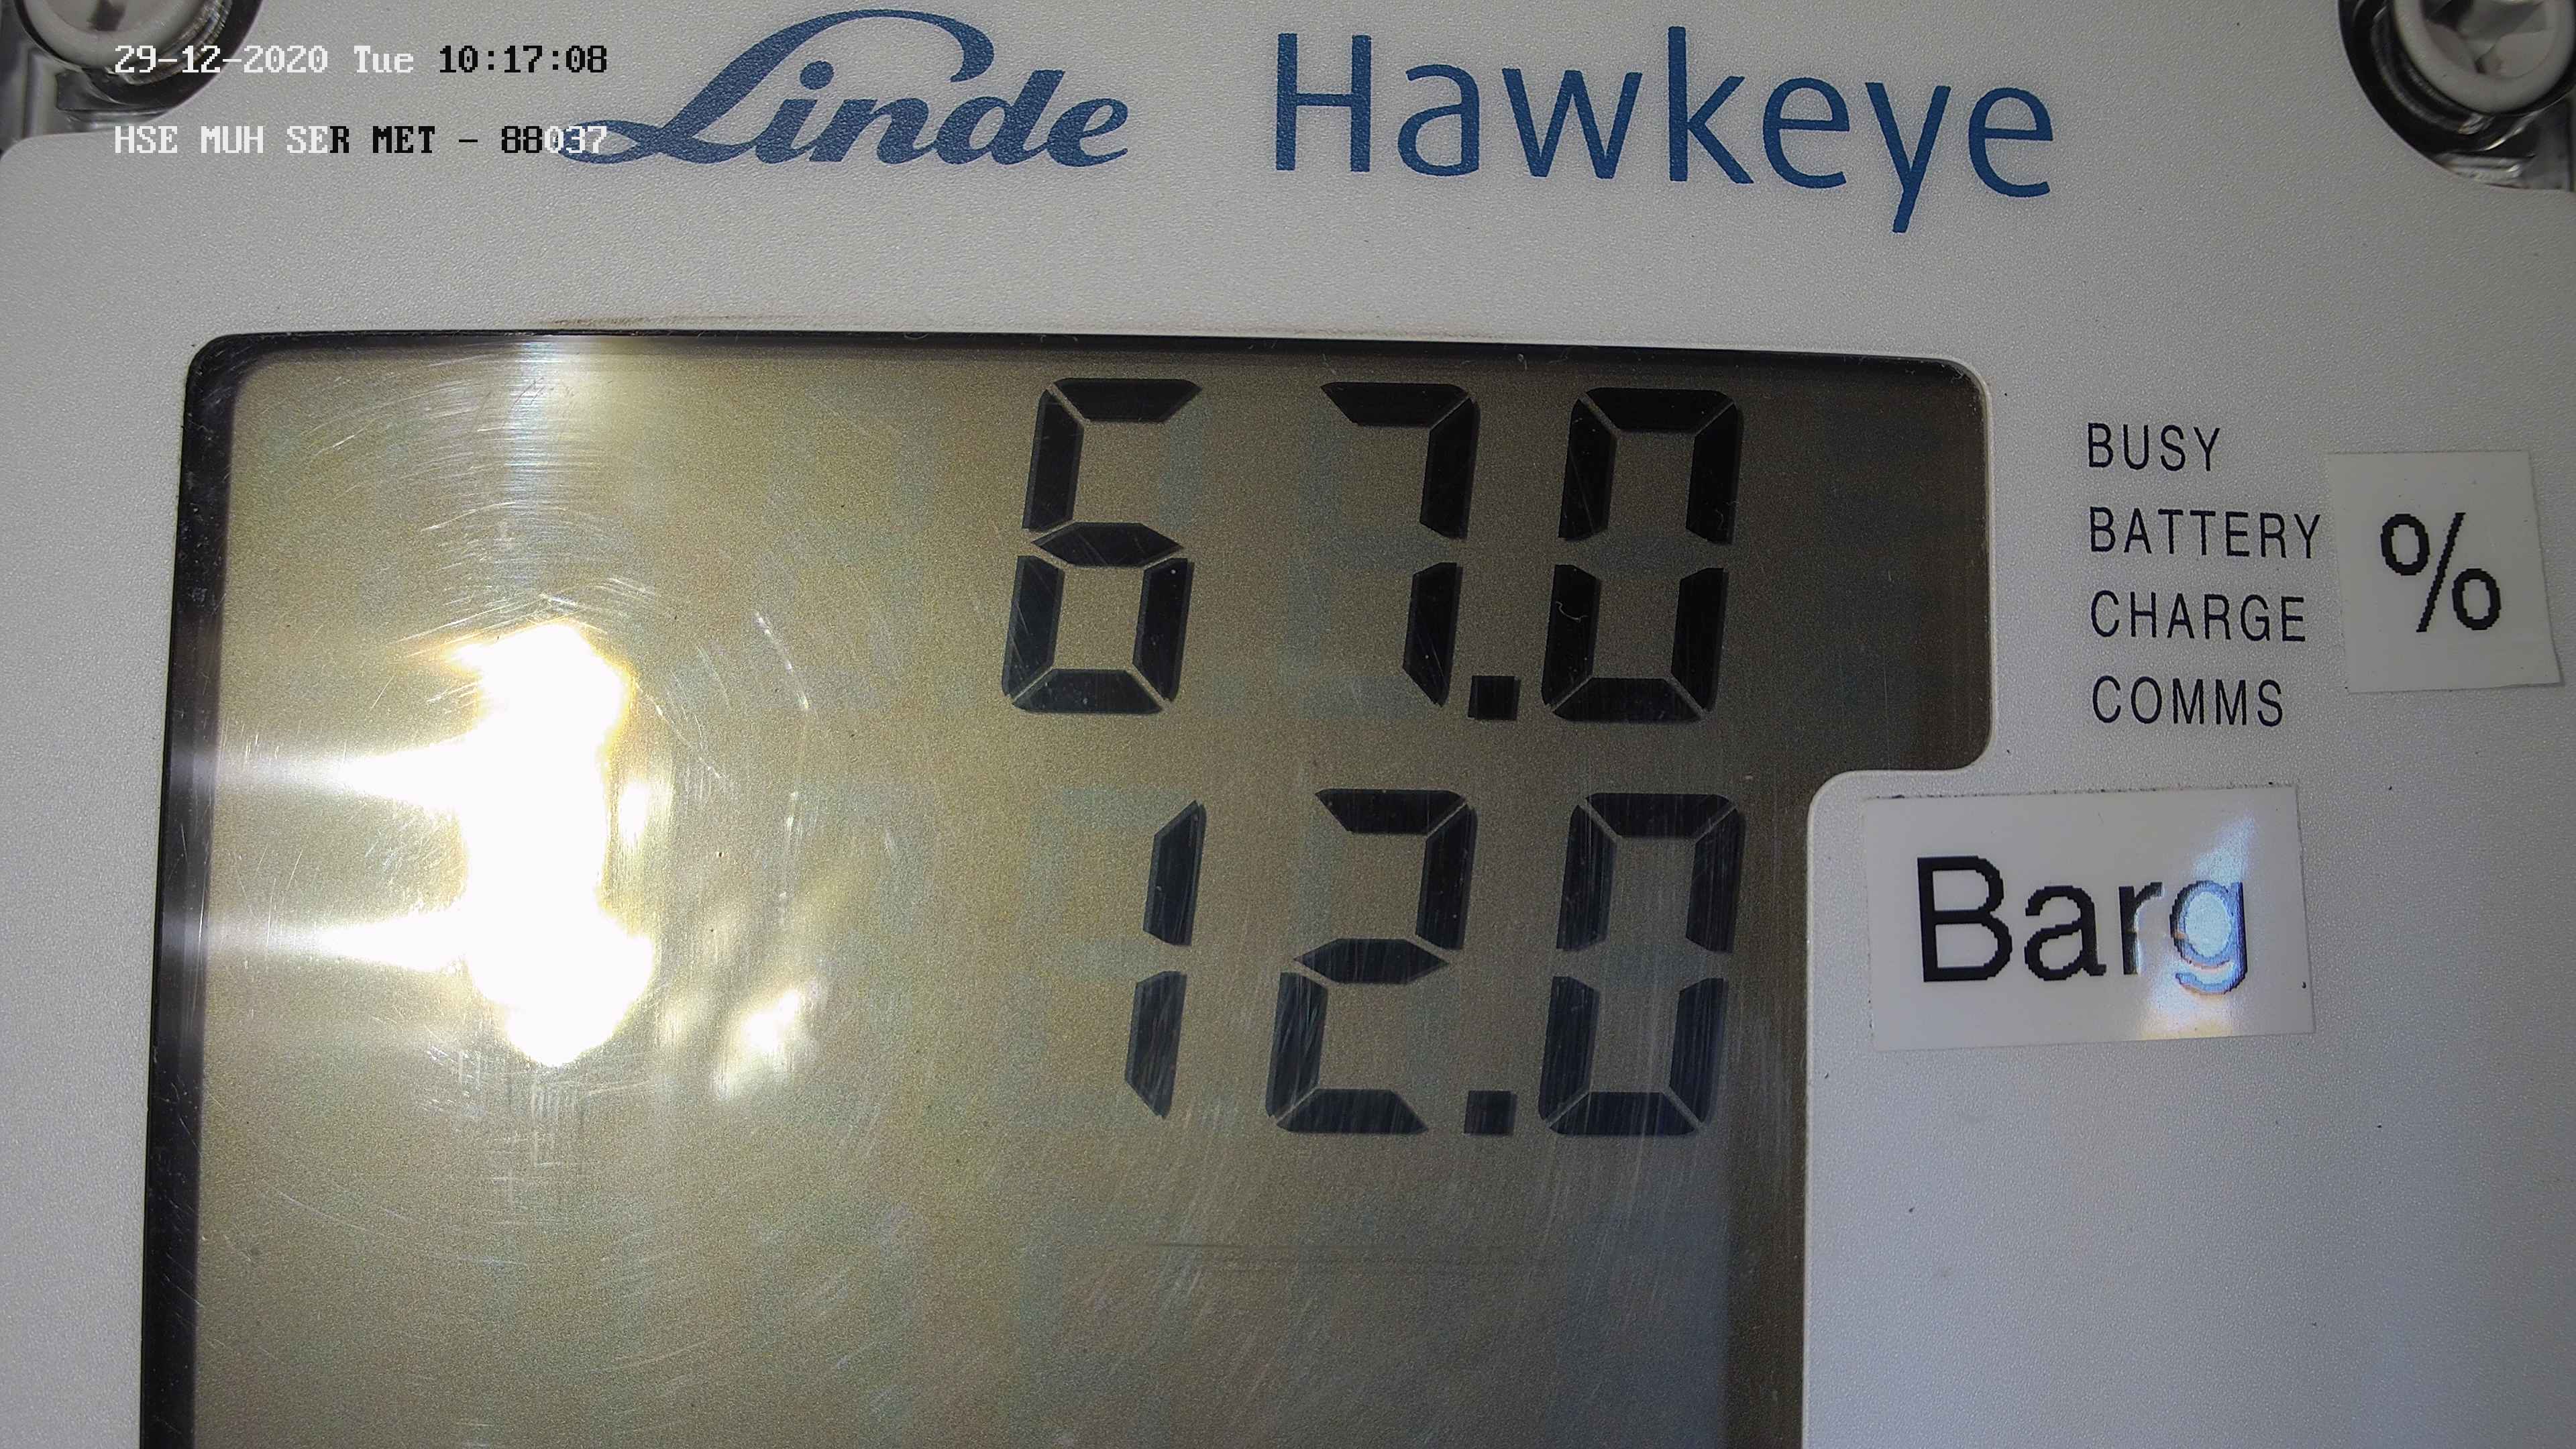 29-12-2020 Tue 10:17:08
HSE MUH SER MET - 88037
Linde Hawkeye
67.0
BUSY
BATTERY
CHARGE
COMMS
%
12.0
Barg